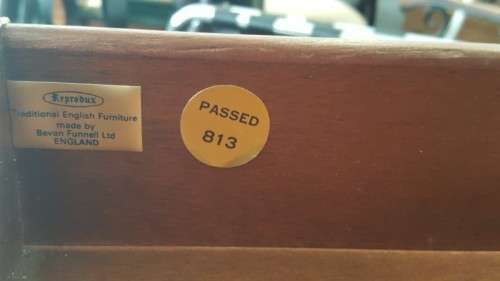 Reprodux
Traditional English Furniture
made by
Bevan Funnell Ltd
ENGLAND
PASSED
813